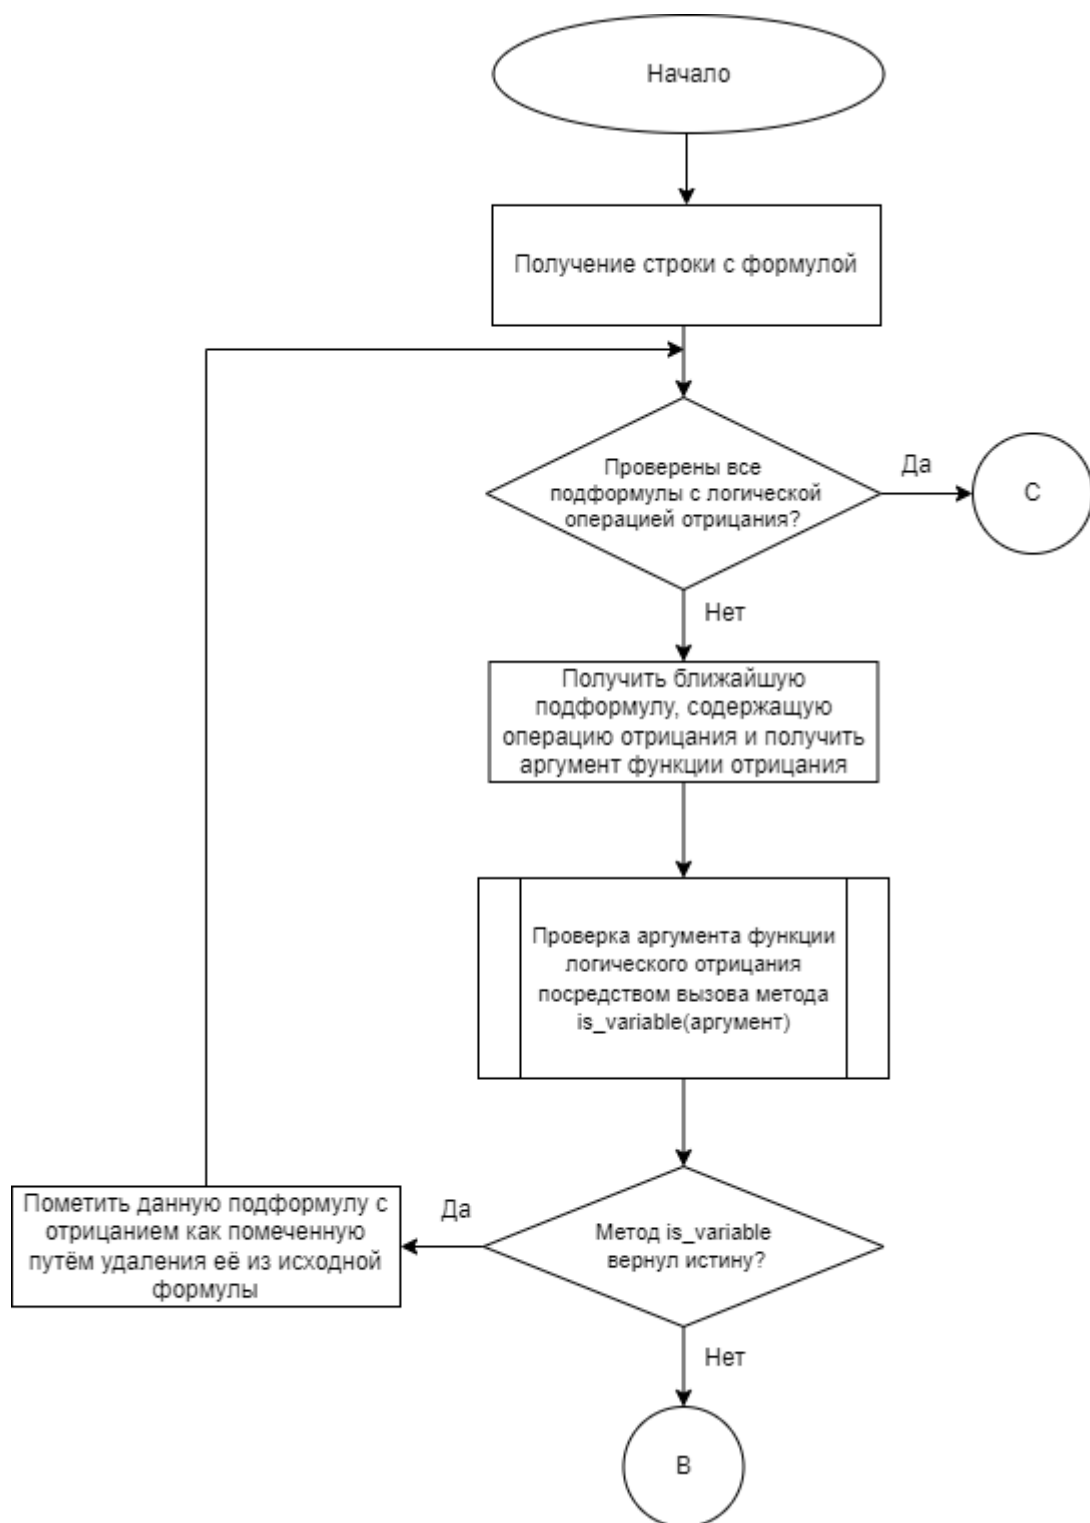 Начало
Получение строки с формулой
Проверены все
подформулы с логической
операцией отрицания?
Да
С
Нет
Получить ближайшую
подформулу, содержащую
операцию отрицания и получить
аргумент функции отрицания
Проверка аргумента функции
логического отрицания
посредством вызова метода
is_variable(аргумент)
Пометить данную подформулу с
отрицанием как помеченную
путём удаления её из исходной
формулы
Да
Метод is_variable
вернул истину?
Нет
В